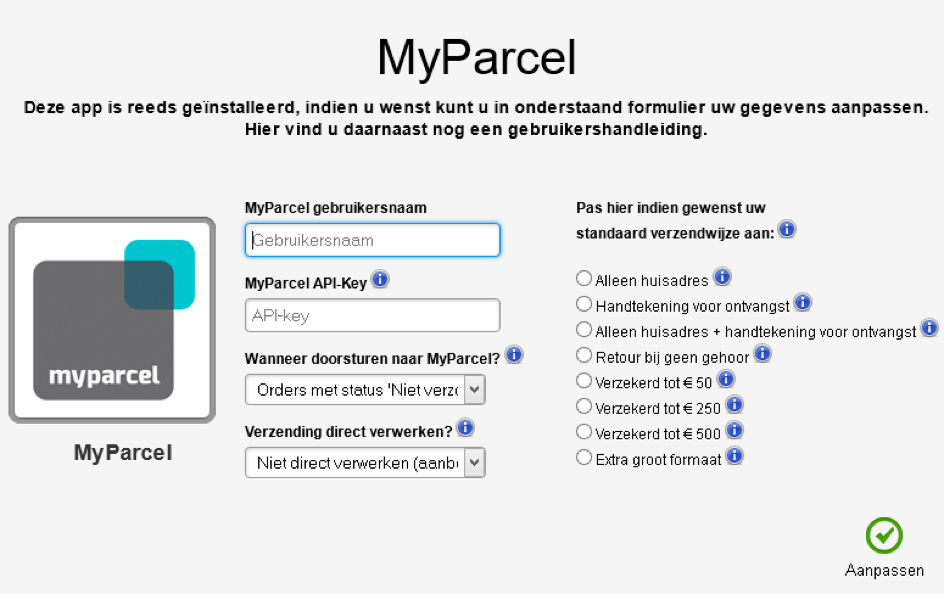 MyParcel
Deze app is reeds geïnstalleerd, indien u wenst kunt u in onderstaand formulier uw gegevens aanpassen.
Hier vind u daarnaast nog een gebruikershandleiding.
myparcel
MyParcel
MyParcel gebruikersnaam
Gebruikersnaam
MyParcel API-Key
API-key
Wanneer doorsturen naar MyParcel?
Orders met status 'Niet verzo
Verzending direct verwerken?
Niet direct verwerken (aanbe
Pas hier indien gewenst uw
standaard verzendwijze aan:
Alleen huisadres
Handtekening voor ontvangst
Alleen huisadres + handtekening voor ontvangst
Retour bij geen gehoor
Verzekerd tot € 50
Verzekerd tot € 250
Verzekerd tot € 500
Extra groot formaat
Aanpassen